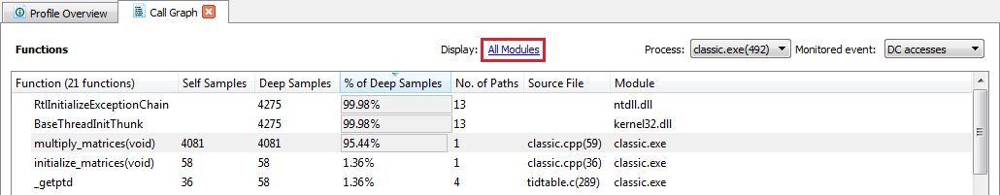 Profile Overview Call Graph
Functions Display: All Modules Process: classic.exe(492) Monitored event: DC accesses
Function (21 functions) Self Samples Deep Samples % of Deep Samples No. of Paths Source File Module
RtlInitializeExceptionChain 4275 99.98% 13 ntdll.dll
BaseThreadInitThunk 4275 99.98% 13 kernel32.dll
multiply_matrices(void) 4081 4081 95.44% 1 classic.cpp(59) classic.exe
initialize_matrices(void) 58 58 1.36% 1 classic.cpp(36) classic.exe
_getptd 36 58 1.36% 4 tidtable.c(289) classic.exe